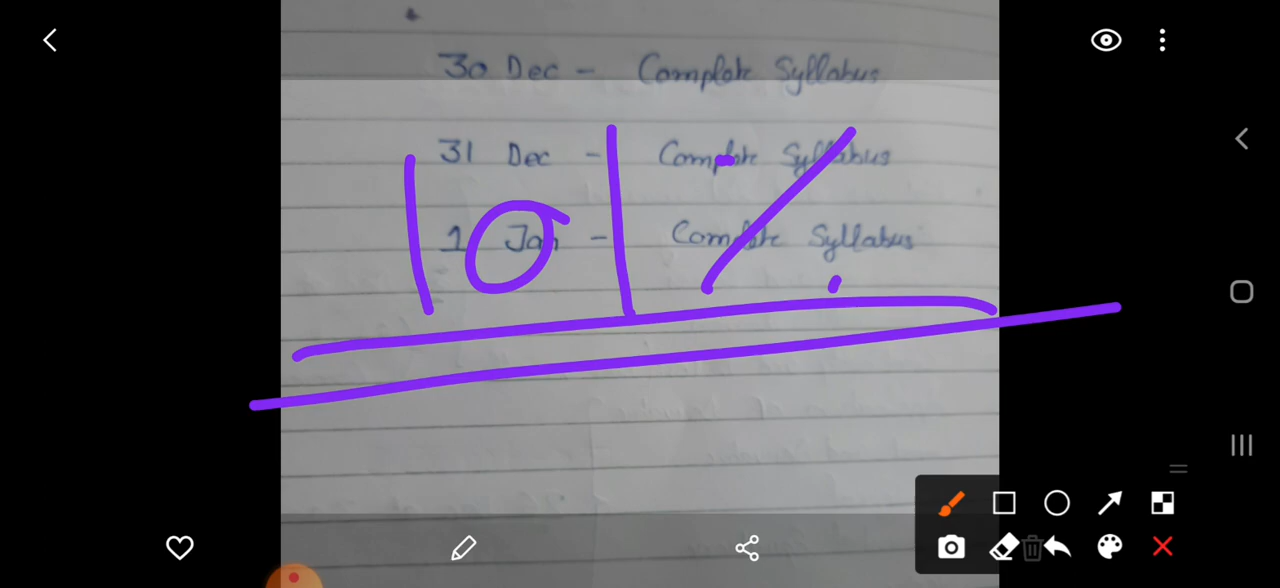 30 Dec - Complete Syllabus
31 Dec - Complete Syllabus
1 Jan - Complete Syllabus
101 %